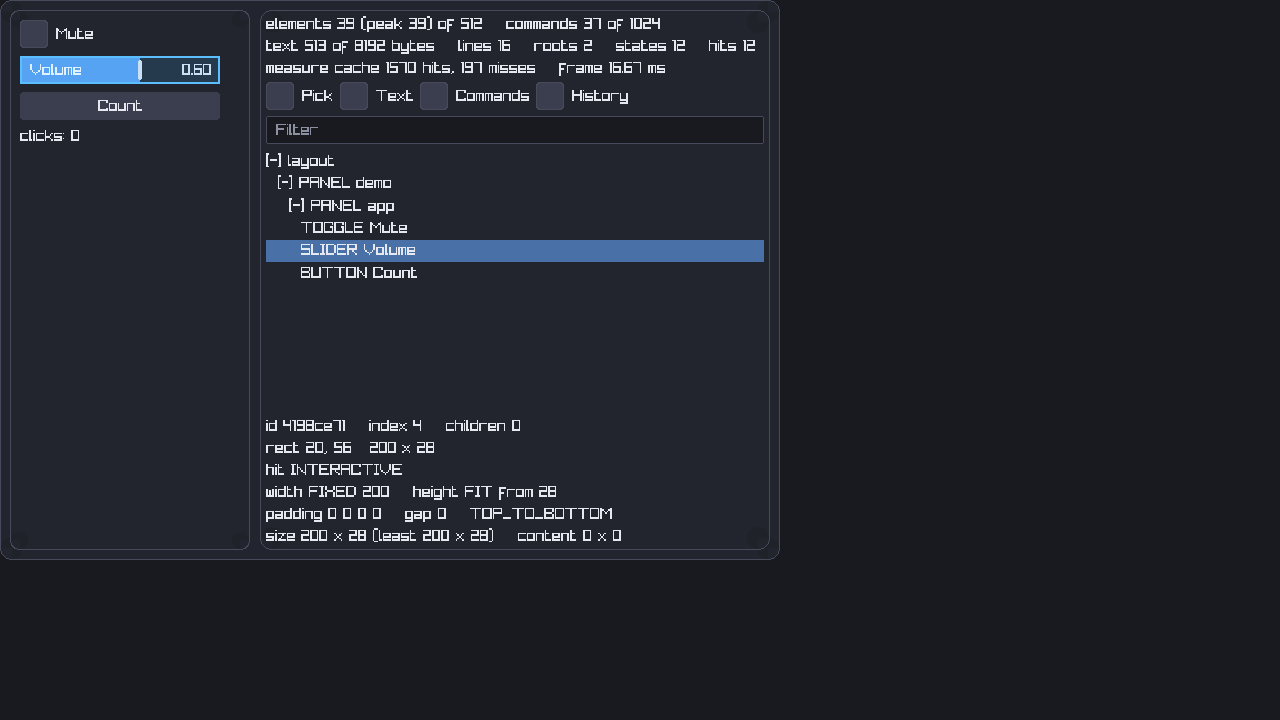 Mute
Volume 0.60
Count
clicks: 0
elements 39 (peak 39) of 512 commands 37 of 1024
text 513 of 8192 bytes lines 16 roots 2 states 12 hits 12
measure cache 1570 hits, 197 misses frame 16.67 ms
Pick Text Commands History
Filter
[-] layout
[-] PANEL demo
[-] PANEL app
TOGGLE Mute
SLIDER Volume
BUTTON Count
id 4198ce71 index 4 children 0
rect 20, 56 200 x 28
hit INTERACTIVE
width FIXED 200 height FIT from 28
padding 0 0 0 0 gap 0 TOP_TO_BOTTOM
size 200 x 28 (least 200 x 28) content 0 x 0